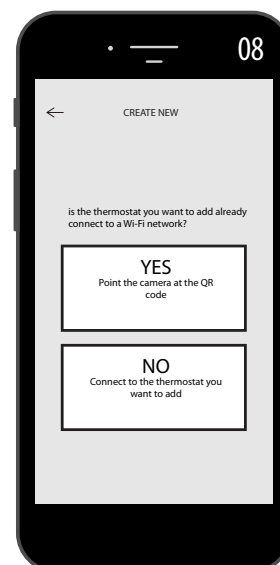 08
CREATE NEW
is the thermostat you want to add already
connect to a Wi-Fi network?
YES
Point the camera at the QR
code
NO
Connect to the thermostat you
want to add